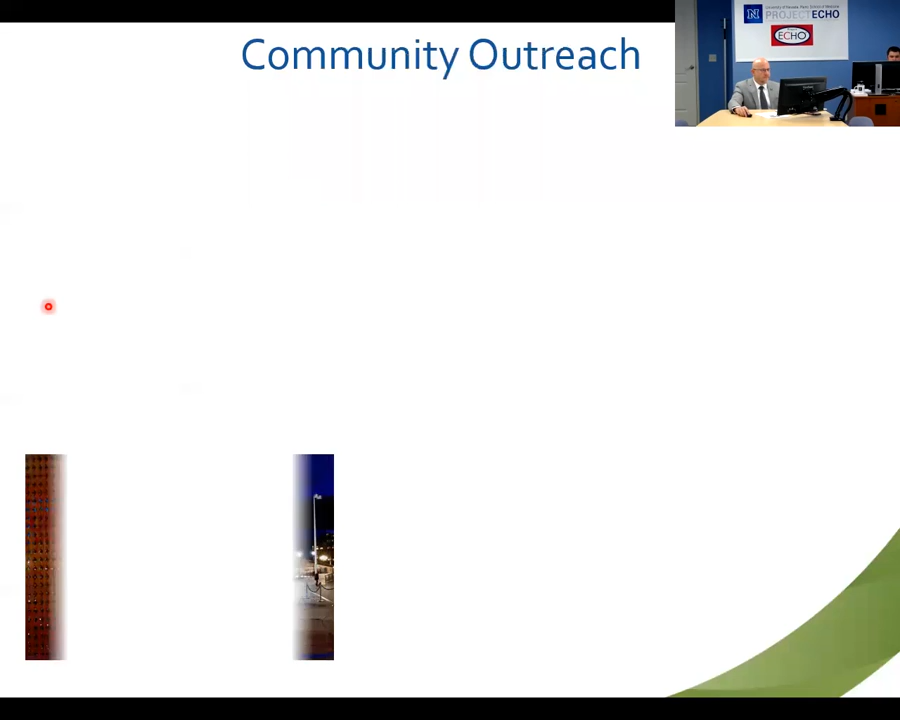 Community Outreach
University of Nevada, Reno School of Medicine
PROJECT ECHO
ECHO